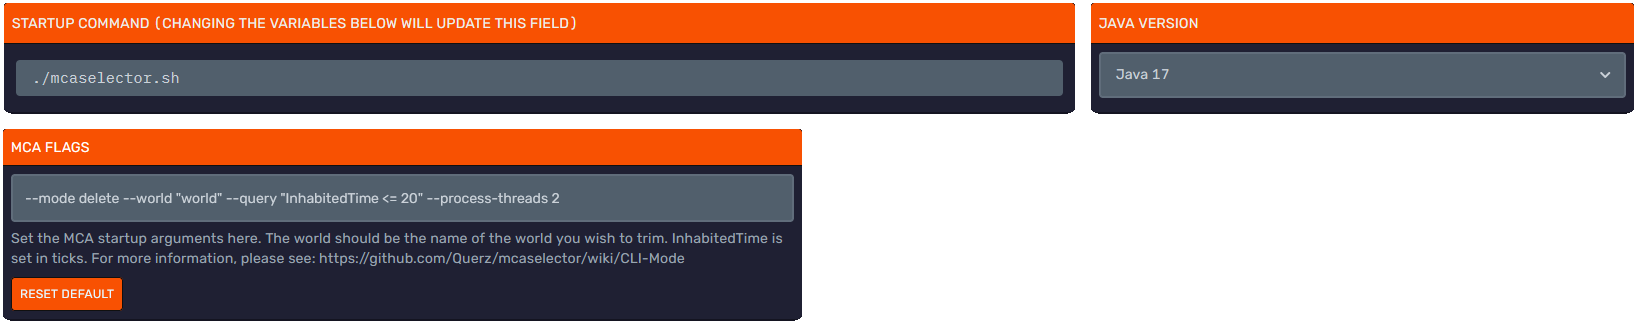 STARTUP COMMAND (CHANGING THE VARIABLES BELOW WILL UPDATE THIS FIELD)
./mcaselector.sh
JAVA VERSION
Java 17
MCA FLAGS
--mode delete --world "world" --query "InhabitedTime <= 20" --process-threads 2
Set the MCA startup arguments here. The world should be the name of the world you wish to trim. InhabitedTime is
set in ticks. For more information, please see: https://github.com/Querz/mcaselector/wiki/CLI-Mode
RESET DEFAULT